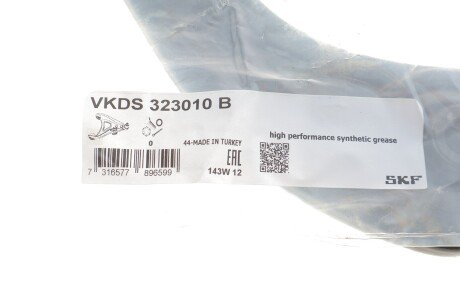 VKDS 323010 B
0
44-MADE IN TURKEY
high performance synthetic grease
EAC
143W 12
7 316577 896599
SKF